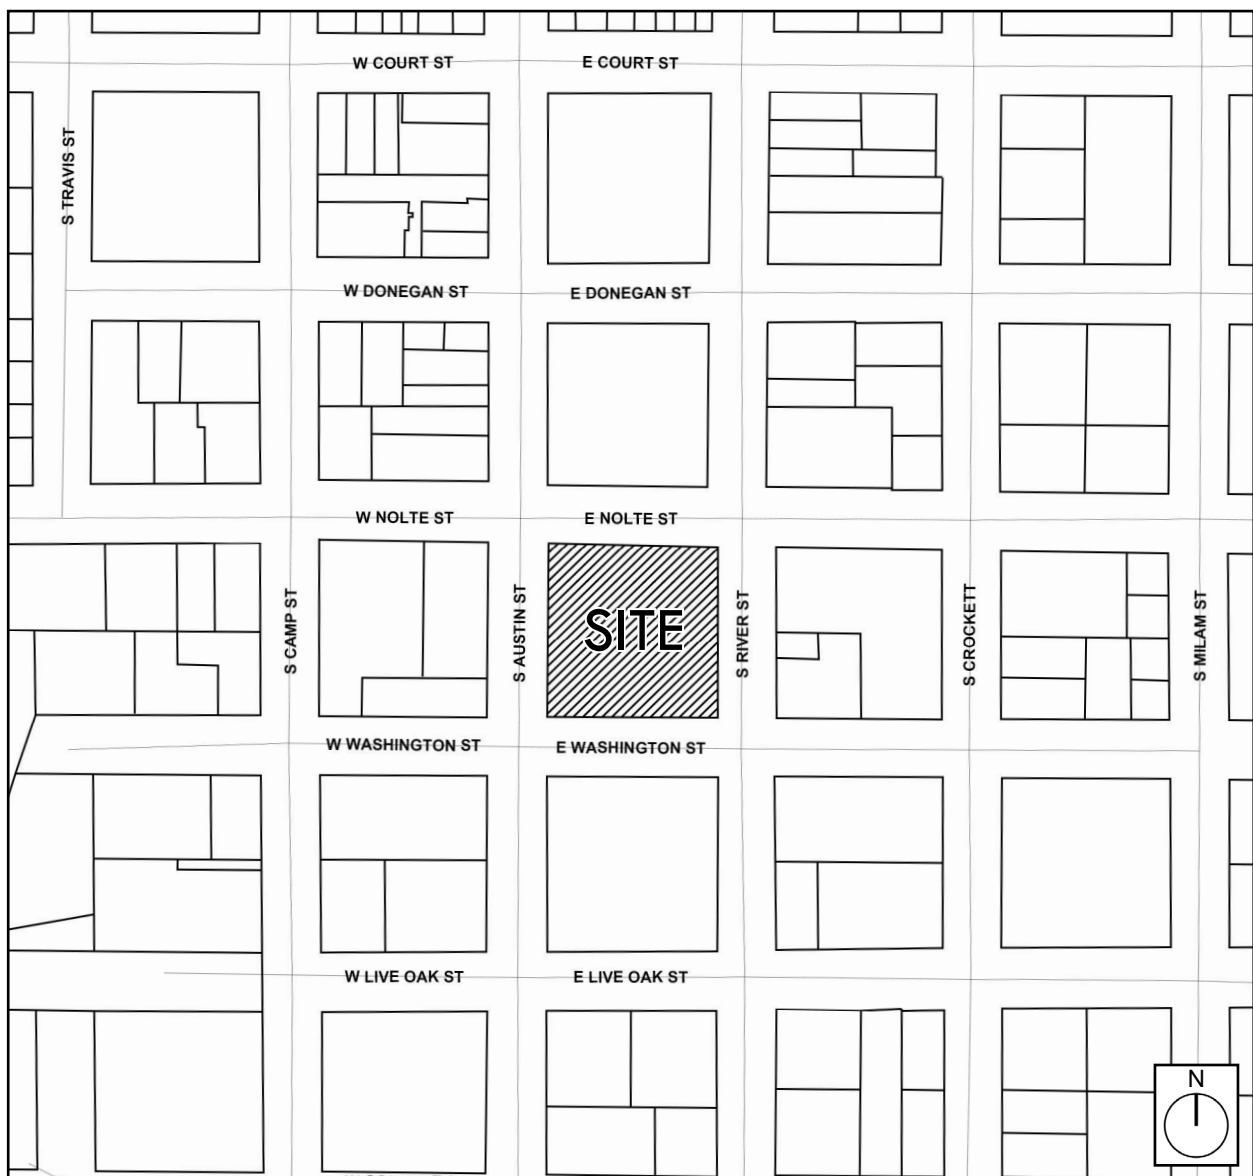 W COURT ST
E COURT ST
S TRAVIS ST
W DONEGAN ST
E DONEGAN ST
W NOLTE ST
E NOLTE ST
S CAMP ST
S AUSTIN ST
SITE
S RIVER ST
S CROCKETT
S MILAM ST
W WASHINGTON ST
E WASHINGTON ST
W LIVE OAK ST
E LIVE OAK ST
N